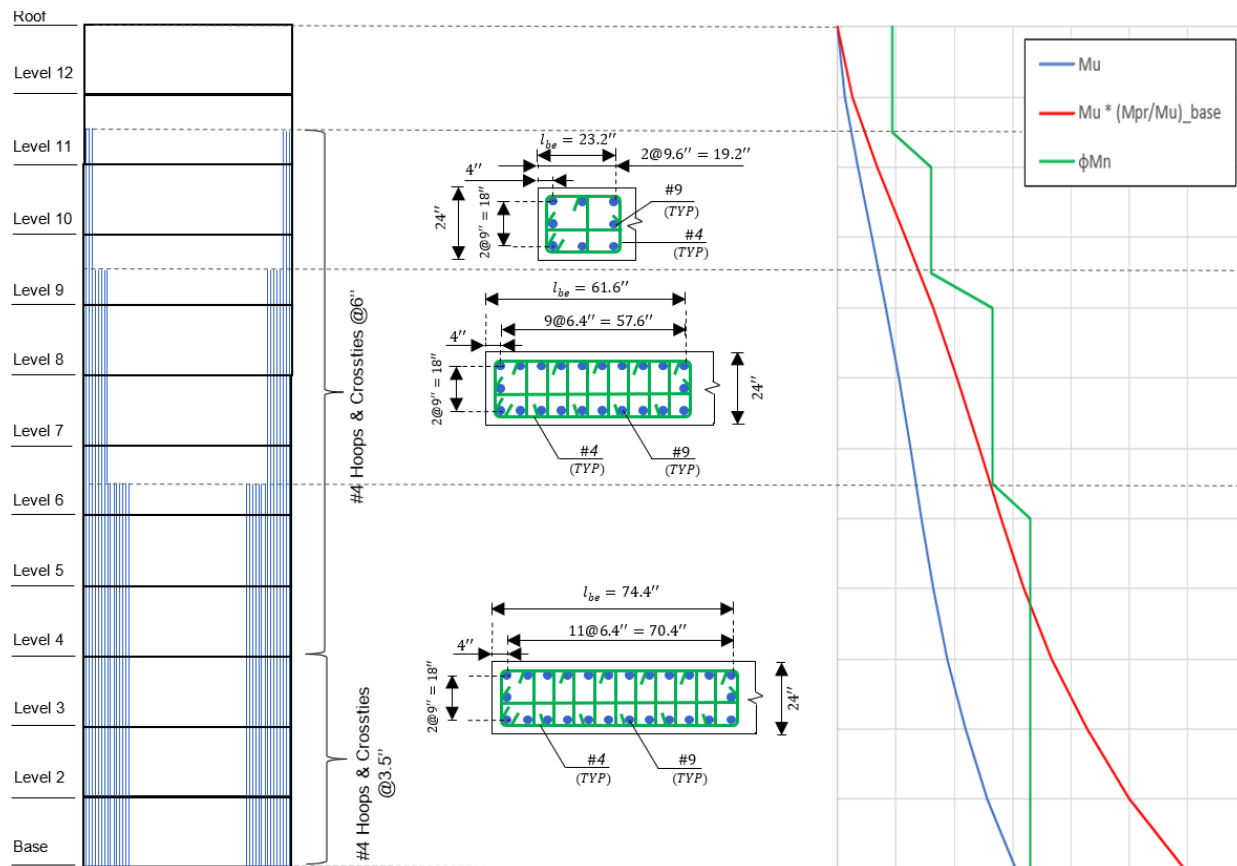 Roof
Level 12
Level 11
Level 10
Level 9
Level 8
Level 7
Level 6
Level 5
Level 4
Level 3
Level 2
Base
#4 Hoops & Crossties @6"
#4 Hoops & Crossties
@3.5"
l_be = 23.2"
2@9.6" = 19.2"
4"
24"
2@9" = 18"
#9
(TYP)
#4
(TYP)
l_be = 61.6"
9@6.4" = 57.6"
4"
2@9" = 18"
24"
#4
(TYP)
#9
(TYP)
l_be = 74.4"
11@6.4" = 70.4"
4"
2@9" = 18"
24"
#4
(TYP)
#9
(TYP)
Mu
Mu * (Mpr/Mu)_base
ϕMn